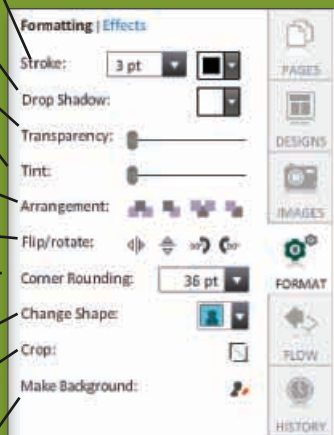 Formatting | Effects
Stroke: 3 pt
Drop Shadow:
Transparency:
Tint:
Arrangement:
Flip/rotate:
Corner Rounding: 36 pt
Change Shape:
Crop:
Make Background:
PAGES
DESIGNS
IMAGES
FORMAT
FLOW
HISTORY